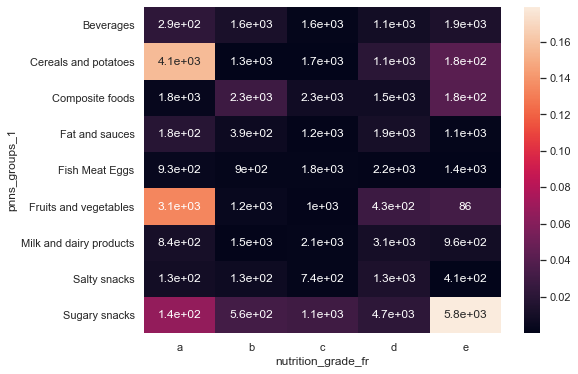 Beverages 2.9e+02 1.6e+03 1.6e+03 1.1e+03 1.9e+03
Cereals and potatoes 4.1e+03 1.3e+03 1.7e+03 1.1e+03 1.8e+02
Composite foods 1.8e+03 2.3e+03 2.3e+03 1.5e+03 1.8e+02
Fat and sauces 1.8e+02 3.9e+02 1.2e+03 1.9e+03 1.1e+03
Fish Meat Eggs 9.3e+02 9e+02 1.8e+03 2.2e+03 1.4e+03
Fruits and vegetables 3.1e+03 1.2e+03 1e+03 4.3e+02 86
Milk and dairy products 8.4e+02 1.5e+03 2.1e+03 3.1e+03 9.6e+02
Salty snacks 1.3e+02 1.3e+02 7.4e+02 1.3e+03 4.1e+02
Sugary snacks 1.4e+02 5.6e+02 1.1e+03 4.7e+03 5.8e+03
a b c d e
nutrition_grade_fr
pnns_groups_1
0.16
0.14
0.12
0.10
0.08
0.06
0.04
0.02